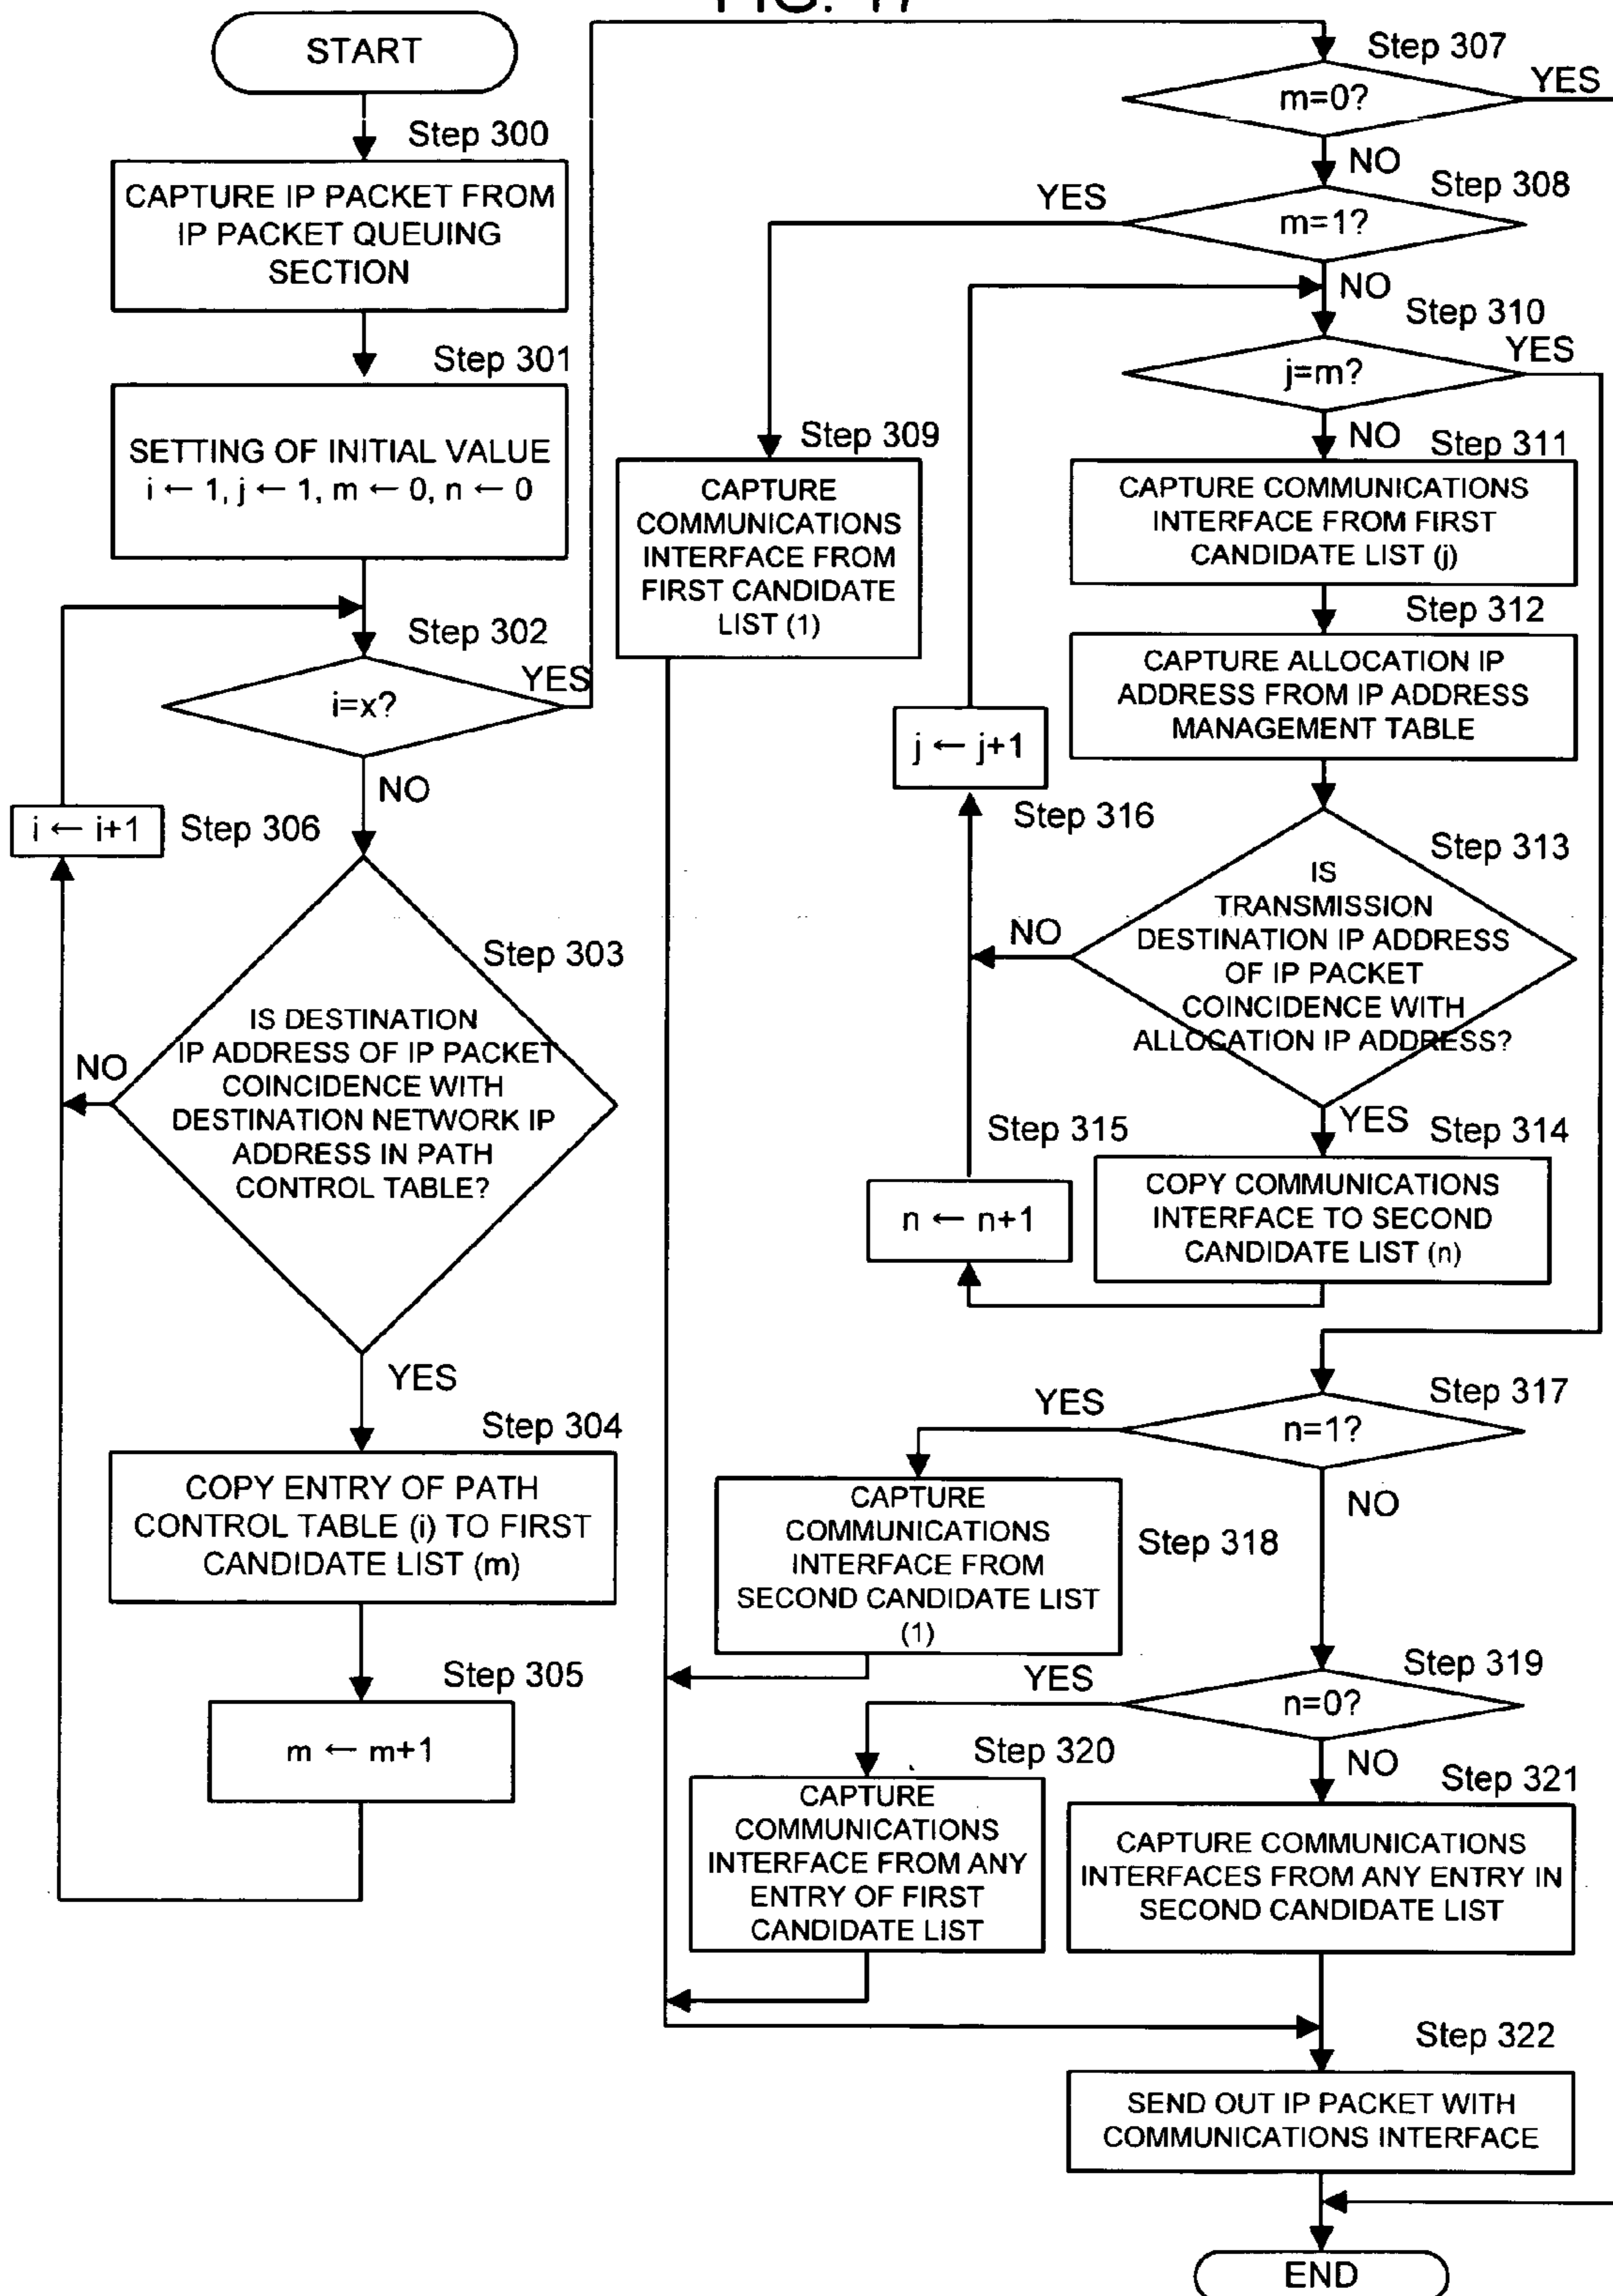 FIG. 17
START
Step 300
CAPTURE IP PACKET FROM
IP PACKET QUEUING
SECTION
Step 301
SETTING OF INITIAL VALUE
i ← 1, j ← 1, m ← 0, n ← 0
Step 302
i=x?
YES
NO
i ← i+1
Step 306
Step 303
IS DESTINATION
IP ADDRESS OF IP PACKET
COINCIDENCE WITH
DESTINATION NETWORK IP
ADDRESS IN PATH
CONTROL TABLE?
NO
YES
Step 304
COPY ENTRY OF PATH
CONTROL TABLE (i) TO FIRST
CANDIDATE LIST (m)
Step 305
m ← m+1
Step 307
m=0?
YES
NO
Step 308
m=1?
YES
NO
Step 309
CAPTURE
COMMUNICATIONS
INTERFACE FROM
FIRST CANDIDATE
LIST (1)
Step 310
j=m?
YES
NO
Step 311
CAPTURE COMMUNICATIONS
INTERFACE FROM FIRST
CANDIDATE LIST (j)
Step 312
CAPTURE ALLOCATION IP
ADDRESS FROM IP ADDRESS
MANAGEMENT TABLE
j ← j+1
Step 316
Step 313
IS
TRANSMISSION
DESTINATION IP ADDRESS
OF IP PACKET
COINCIDENCE WITH
ALLOCATION IP ADDRESS?
NO
YES
Step 314
COPY COMMUNICATIONS
INTERFACE TO SECOND
CANDIDATE LIST (n)
Step 315
n ← n+1
Step 317
n=1?
YES
NO
CAPTURE
COMMUNICATIONS
INTERFACE FROM
SECOND CANDIDATE LIST
(1)
Step 318
Step 319
n=0?
YES
NO
Step 320
CAPTURE
COMMUNICATIONS
INTERFACE FROM ANY
ENTRY OF FIRST
CANDIDATE LIST
Step 321
CAPTURE COMMUNICATIONS
INTERFACES FROM ANY ENTRY IN
SECOND CANDIDATE LIST
Step 322
SEND OUT IP PACKET WITH
COMMUNICATIONS INTERFACE
END